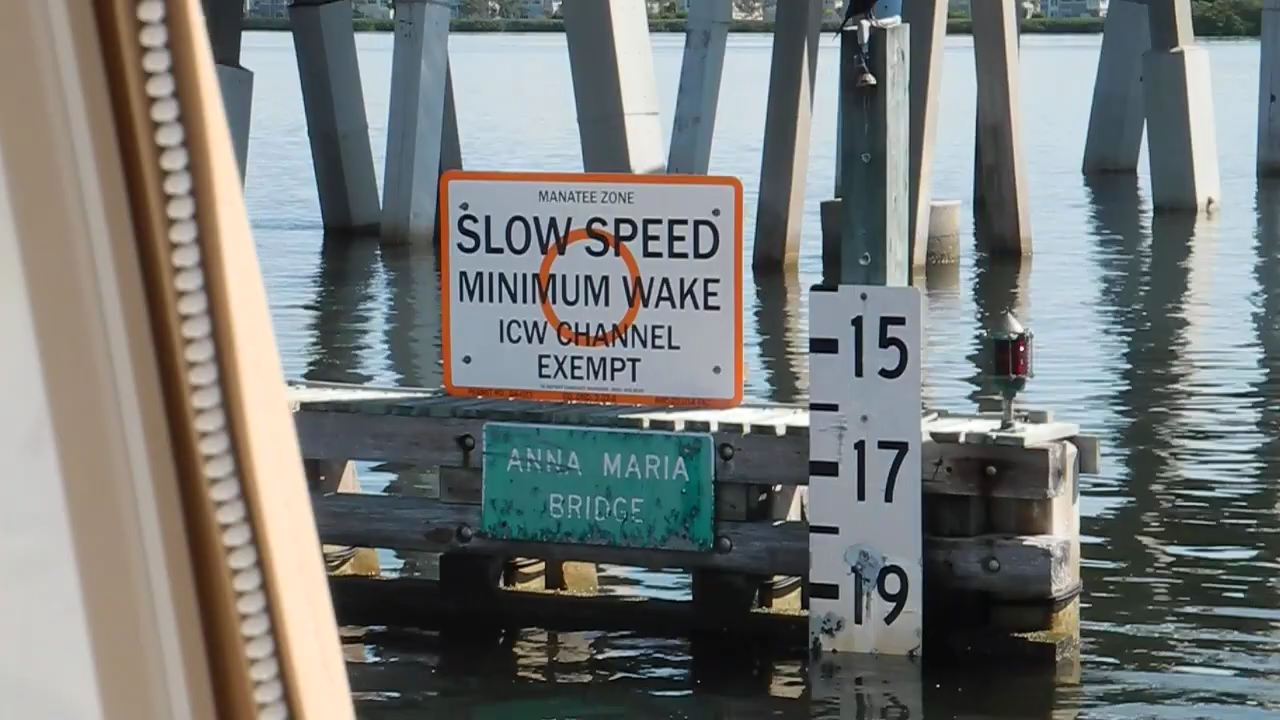 MANATEE ZONE
SLOW SPEED
MINIMUM WAKE
ICW CHANNEL
EXEMPT
ANNA MARIA
BRIDGE
15
17
19